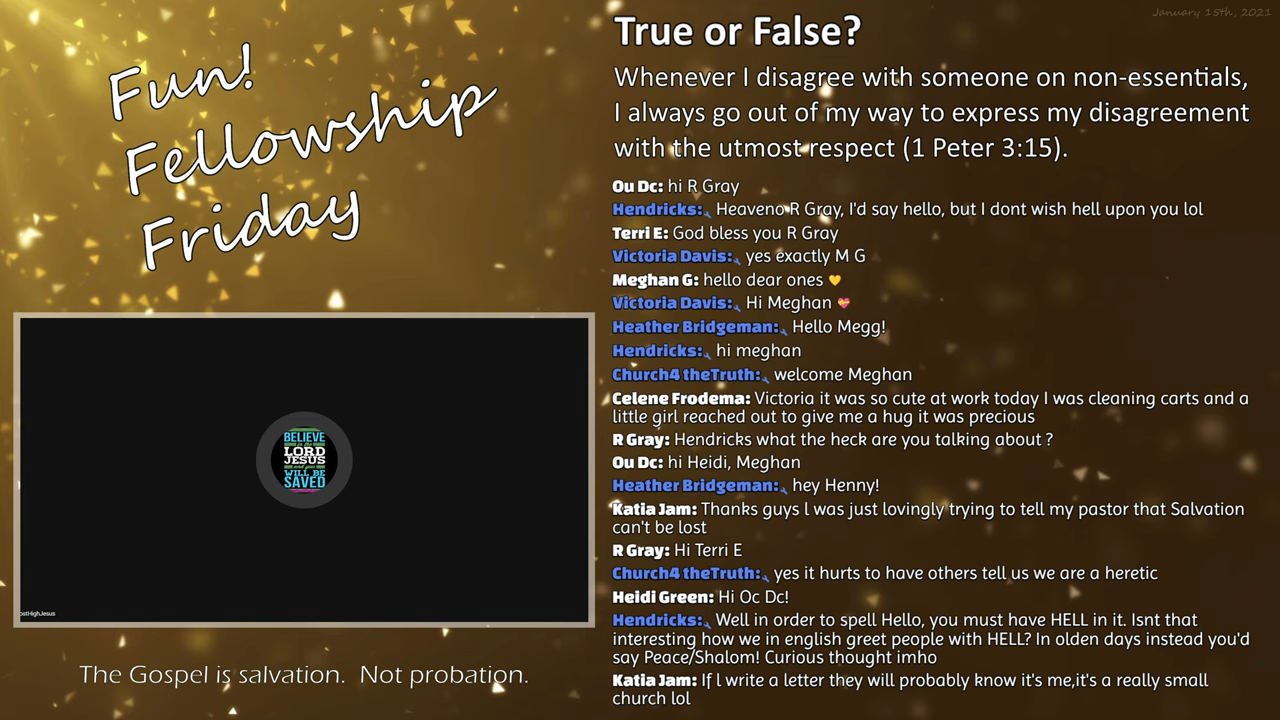 January 15th, 2021
Fun!
Fellowship
Friday
True or False?
Whenever I disagree with someone on non-essentials,
I always go out of my way to express my disagreement
with the utmost respect (1 Peter 3:15).
Ou Dc: hi R Gray
Hendricks: Heaveno R Gray, I'd say hello, but I dont wish hell upon you lol
Terri E: God bless you R Gray
Victoria Davis: yes exactly M G
Meghan G: hello dear ones 💛
Victoria Davis: Hi Meghan 💝
Heather Bridgeman: Hello Megg!
Hendricks: hi meghan
Church4 theTruth: welcome Meghan
Celene Frodema: Victoria it was so cute at work today I was cleaning carts and a
little girl reached out to give me a hug it was precious
R Gray: Hendricks what the heck are you talking about ?
Ou Dc: hi Heidi, Meghan
Heather Bridgeman: hey Henny!
Katia Jam: Thanks guys l was just lovingly trying to tell my pastor that Salvation
can't be lost
R Gray: Hi Terri E
Church4 theTruth: yes it hurts to have others tell us we are a heretic
Heidi Green: Hi Oc Dc!
Hendricks: Well in order to spell Hello, you must have HELL in it. Isnt that
interesting how we in english greet people with HELL? In olden days instead you'd
say Peace/Shalom! Curious thought imho
Katia Jam: If l write a letter they will probably know it's me,it's a really small
church lol
BELIEVE
in the
LORD
JESUS
and you
WILL BE
SAVED
ostHighJesus
The Gospel is salvation. Not probation.